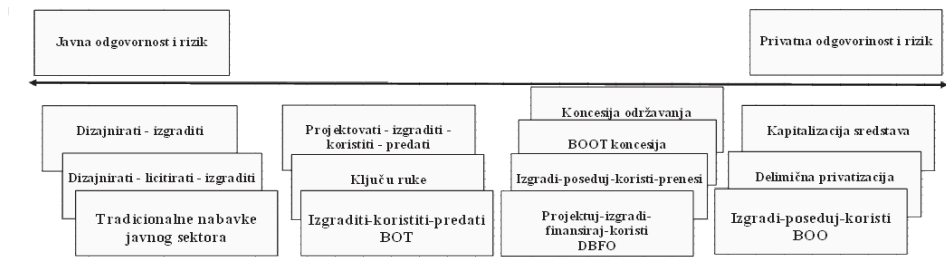 Javna odgovornost i rizik
Privatna odgovorinost i rizik
Dizajnirati - izgraditi
Dizajnirati - licitirati - izgraditi
Tradicionalne nabavke
javnog sektora
Projektovati - izgraditi -
koristiti - predati
Ključ u ruke
Izgraditi-koristiti-predati
BOT
Koncesija održavanja
BOOT koncesija
Izgradi-poseduj-koristi-prenesi
Projektuj-izgradi-
finansiraj-koristi
DBFO
Kapitalizacija sredstava
Delimična privatizacija
Izgradi-poseduj-koristi
BOO